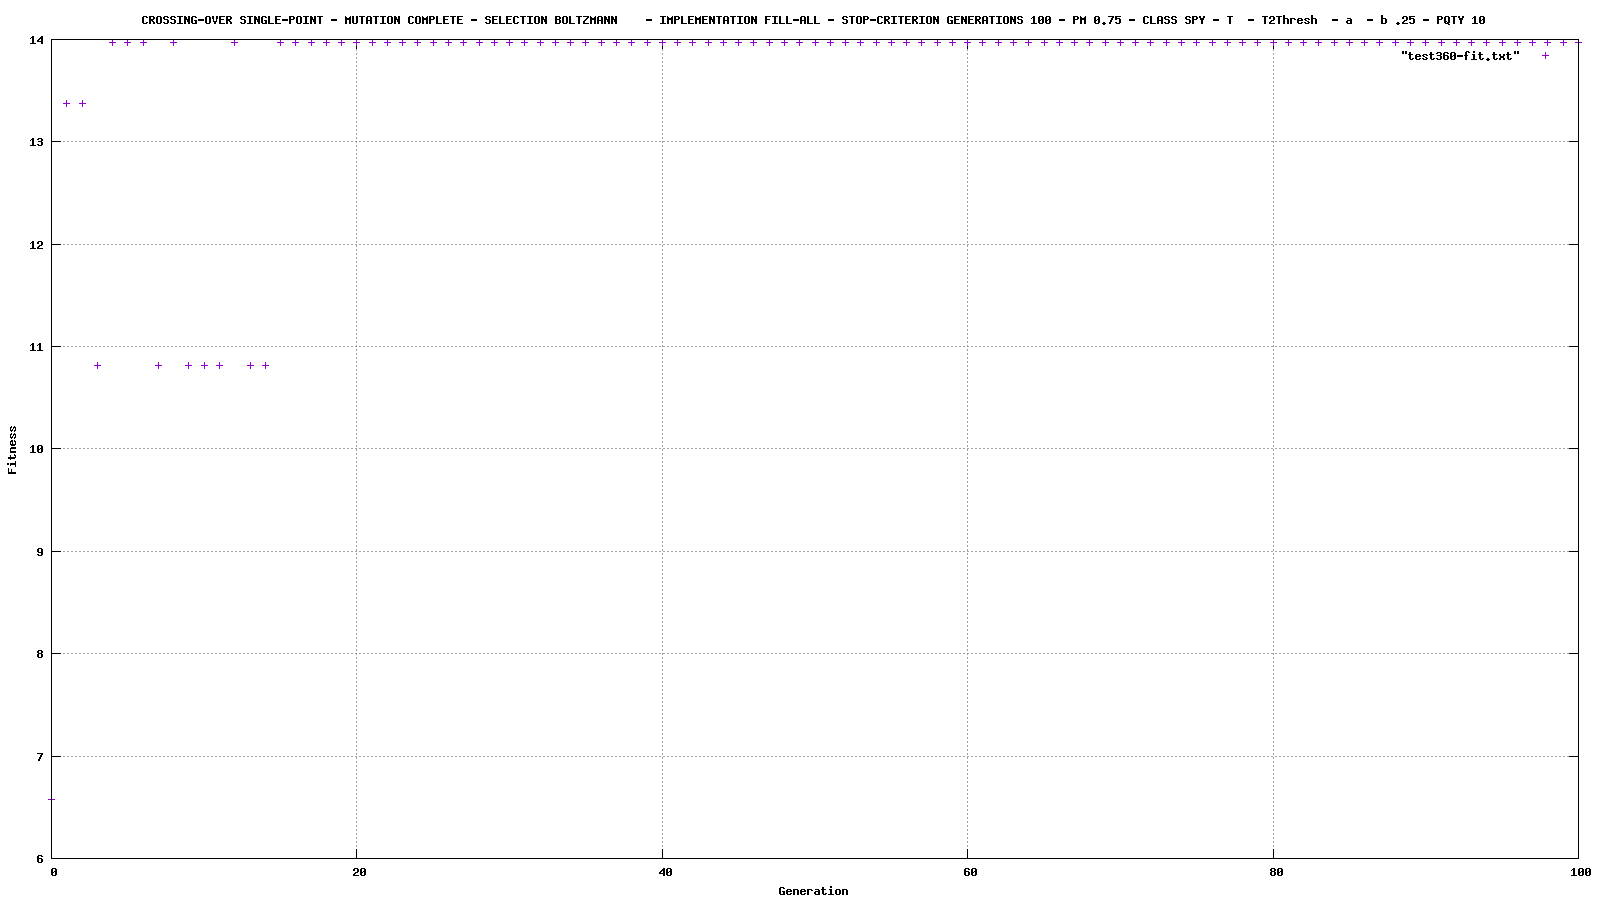 CROSSING-OVER SINGLE-POINT - MUTATION COMPLETE - SELECTION BOLTZMANN - IMPLEMENTATION FILL-ALL - STOP-CRITERION GENERATIONS 100 - PM 0.75 - CLASS SPY - T - T2Thresh - a - b .25 - PQTY 10
14
"test360-fit.txt"
13
12
11
10
9
8
7
6
Fitness
0 20 40 60 80 100
Generation